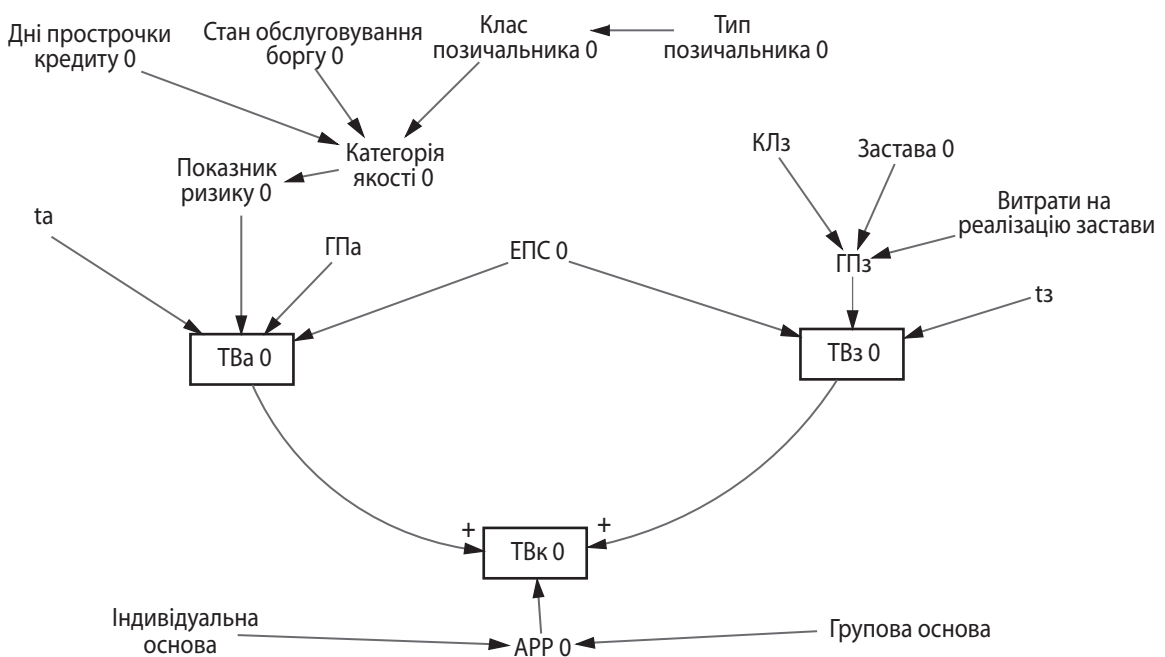 Дні прострочки
кредиту 0
Стан обслуговування
боргу 0
Клас
позичальника 0
Тип
позичальника 0
Категорія
якості 0
Показник
ризику 0
КЛз
Застава 0
Витрати на
реалізацію застави
ta
ГПа
ЕПС 0
ГПз
tз
ТВа 0
ТВз 0
+
+
ТВк 0
Індивідуальна
основа
АРР 0
Групова основа